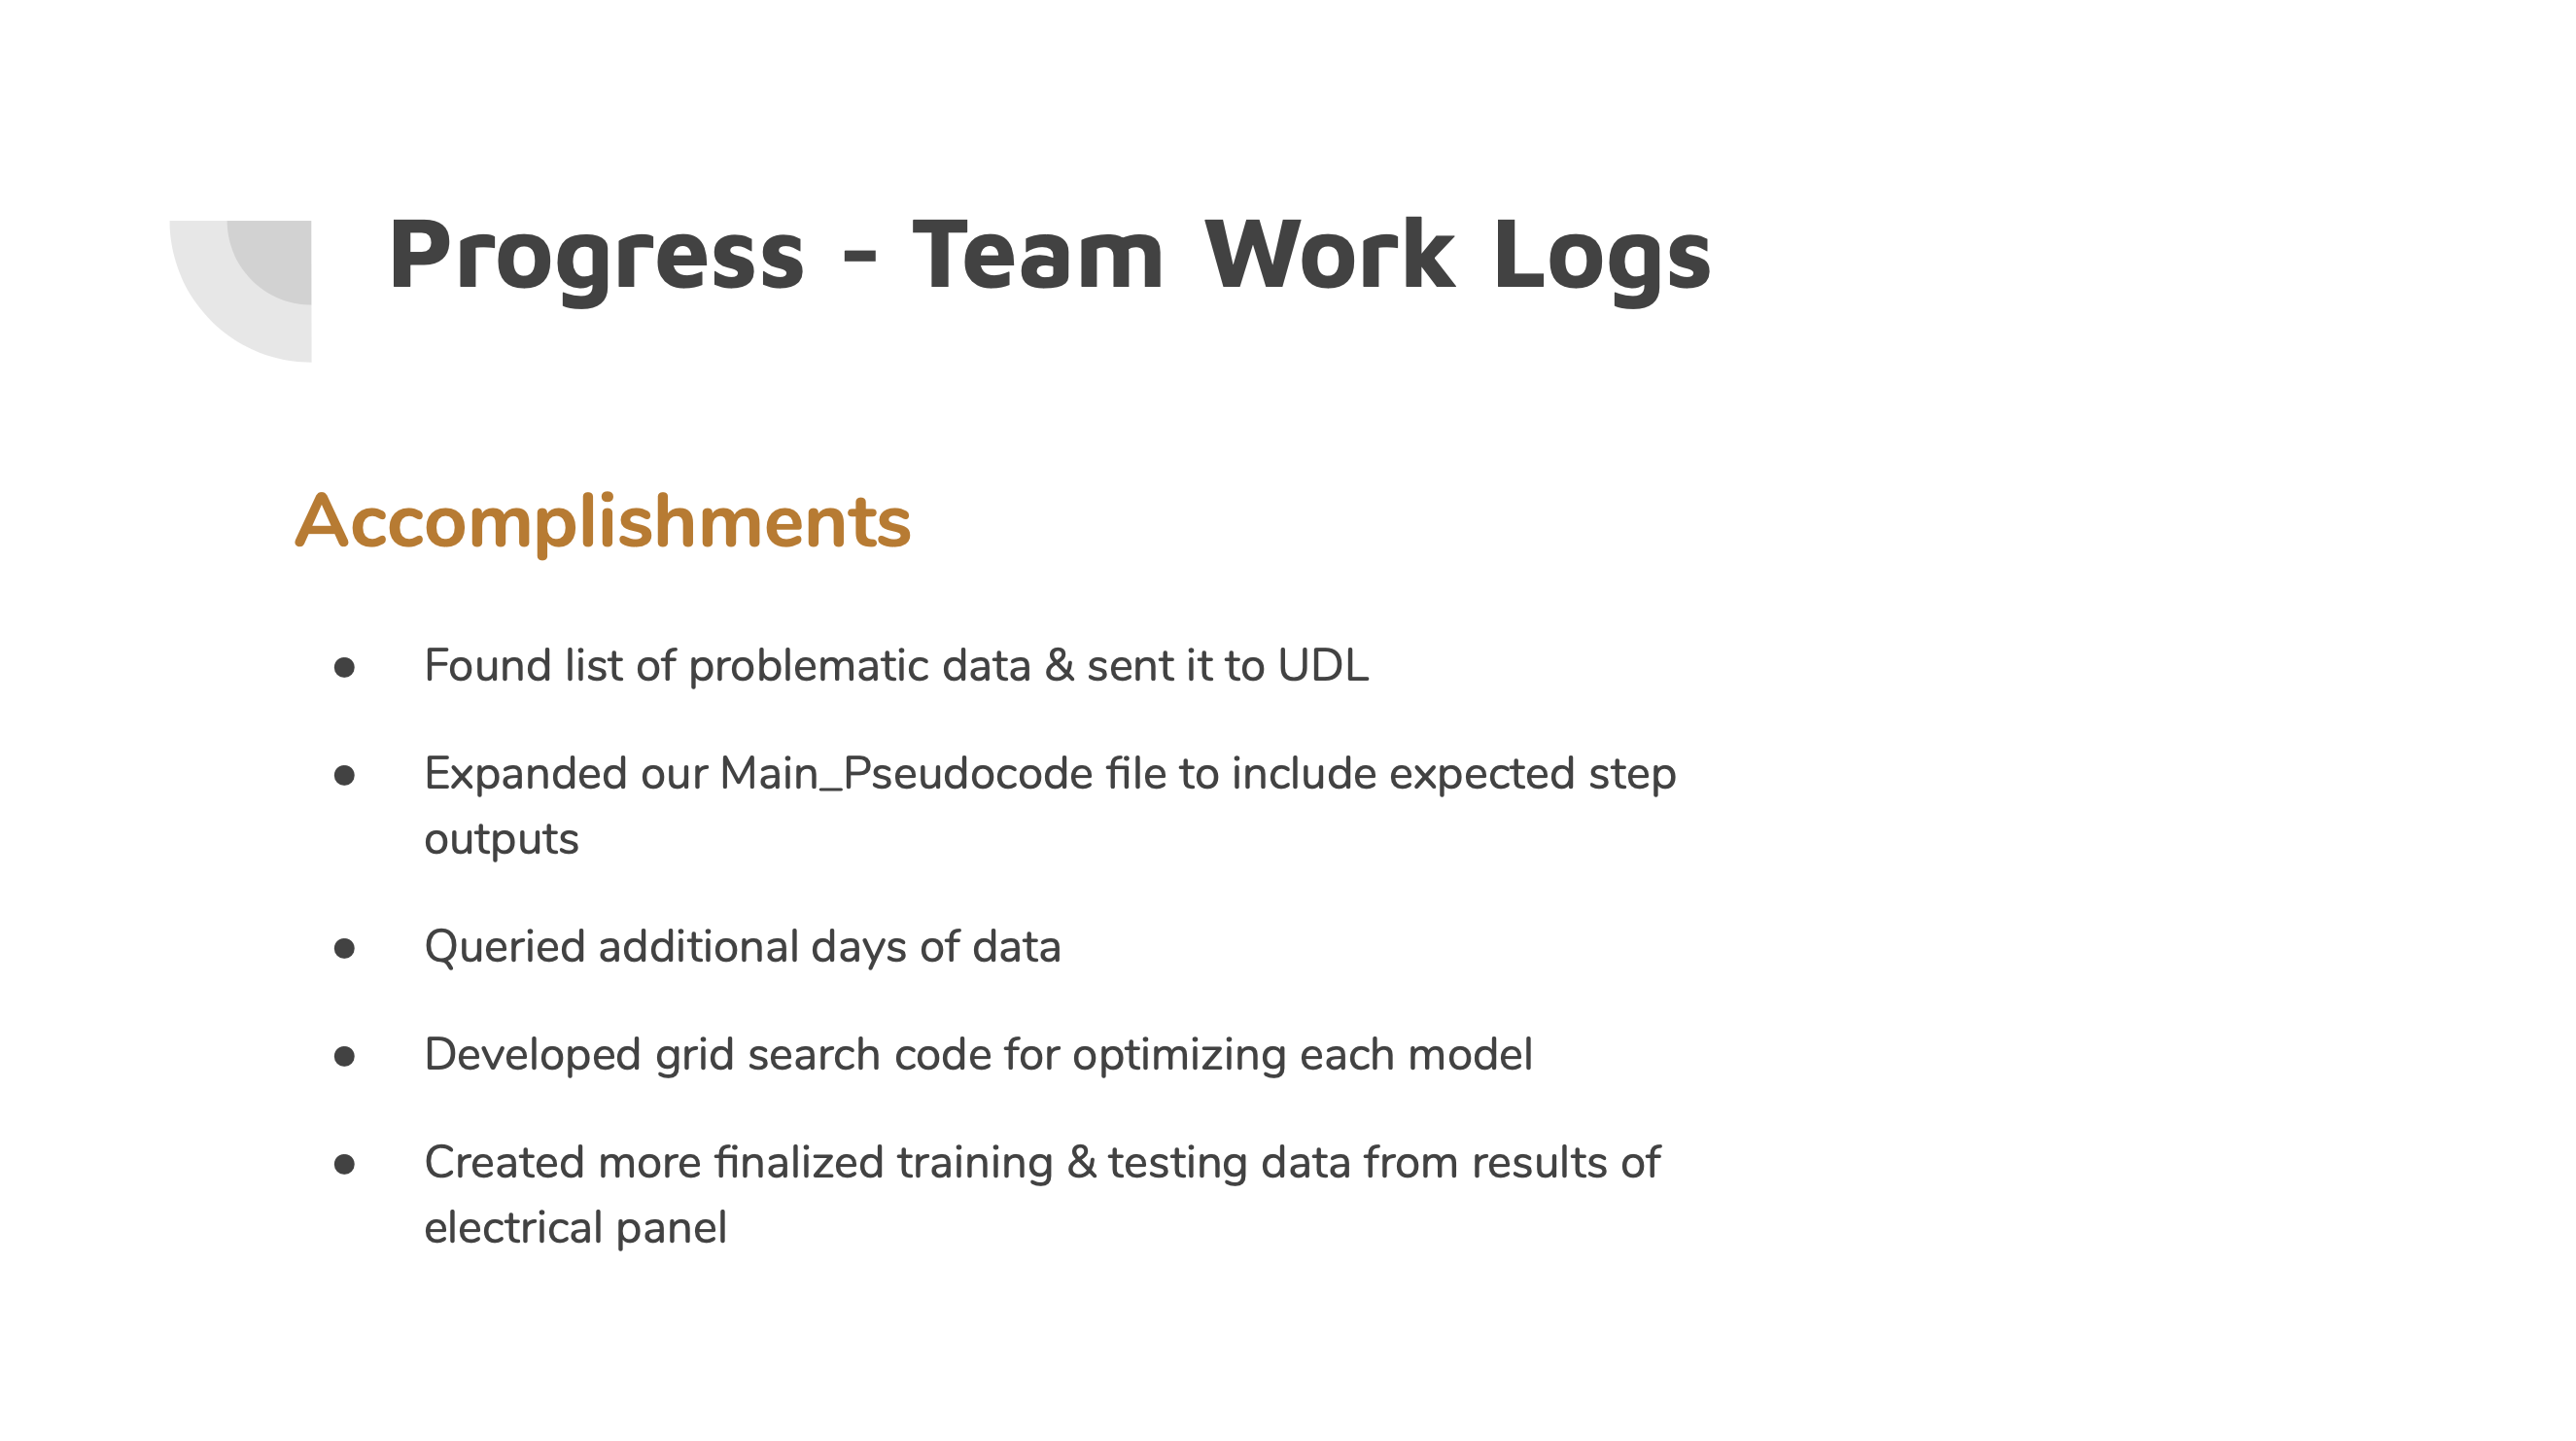 Progress - Team Work Logs
Accomplishments
● Found list of problematic data & sent it to UDL
● Expanded our Main_Pseudocode file to include expected step
outputs
● Queried additional days of data
● Developed grid search code for optimizing each model
● Created more finalized training & testing data from results of
electrical panel